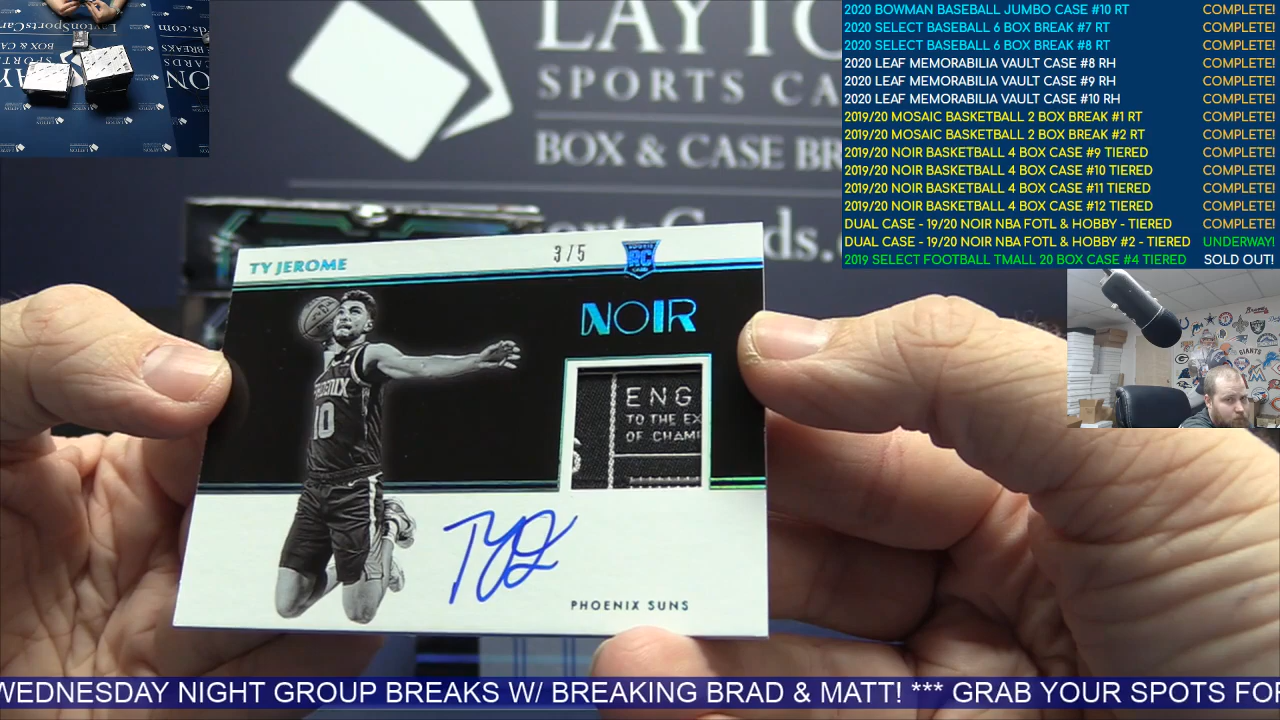 2020 BOWMAN BASEBALL JUMBO CASE #10 RT COMPLETE!
2020 SELECT BASEBALL 6 BOX BREAK #7 RT COMPLETE!
2020 SELECT BASEBALL 6 BOX BREAK #8 RT COMPLETE!
2020 LEAF MEMORABILIA VAULT CASE #8 RH COMPLETE!
2020 LEAF MEMORABILIA VAULT CASE #9 RH COMPLETE!
2020 LEAF MEMORABILIA VAULT CASE #10 RH COMPLETE!
2019/20 MOSAIC BASKETBALL 2 BOX BREAK #1 RT COMPLETE!
2019/20 MOSAIC BASKETBALL 2 BOX BREAK #2 RT COMPLETE!
2019/20 NOIR BASKETBALL 4 BOX CASE #9 TIERED COMPLETE!
2019/20 NOIR BASKETBALL 4 BOX CASE #10 TIERED COMPLETE!
2019/20 NOIR BASKETBALL 4 BOX CASE #11 TIERED COMPLETE!
2019/20 NOIR BASKETBALL 4 BOX CASE #12 TIERED COMPLETE!
DUAL CASE - 19/20 NOIR NBA FOTL & HOBBY - TIERED COMPLETE!
DUAL CASE - 19/20 NOIR NBA FOTL & HOBBY #2 - TIERED UNDERWAY!
2019 SELECT FOOTBALL TMALL 20 BOX CASE #4 TIERED SOLD OUT!
LAYTO
SPORTS CA
BOX & CASE BR
ds.
TY JEROME 3/5 RC
NOIR
PHOENIX
10
ENG
TO THE EX
OF CHAM
PHOENIX SUNS
GIANTS
WEDNESDAY NIGHT GROUP BREAKS W/ BREAKING BRAD & MATT! *** GRAB YOUR SPOTS FOR